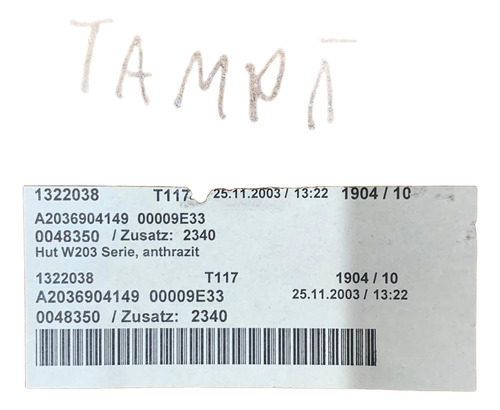 TAMPĪ
1322038 T117 25.11.2003 / 13:22 1904 / 10
A2036904149 00009E33
0048350 / Zusatz: 2340
Hut W203 Serie, anthrazit
1322038 T117 1904 / 10
A2036904149 00009E33 25.11.2003 / 13:22
0048350 / Zusatz: 2340